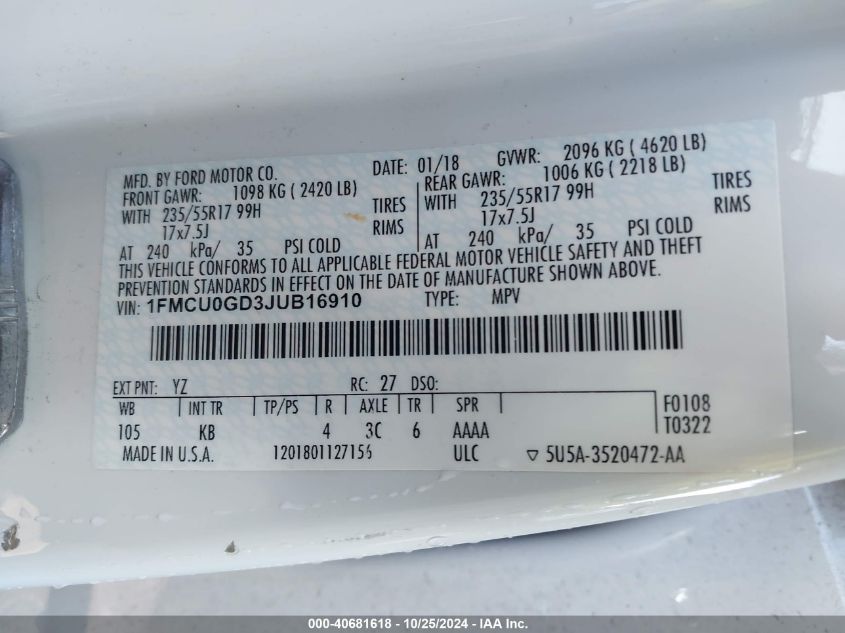 MFD. BY FORD MOTOR CO. DATE: 01/18 GVWR: 2096 KG ( 4620 LB)
FRONT GAWR: 1098 KG ( 2420 LB) REAR GAWR: 1006 KG ( 2218 LB)
WITH 235/55R17 99H TIRES WITH 235/55R17 99H TIRES
17x7.5J RIMS 17x7.5J RIMS
AT 240 kPa/ 35 PSI COLD AT 240 kPa/ 35 PSI COLD
THIS VEHICLE CONFORMS TO ALL APPLICABLE FEDERAL MOTOR VEHICLE SAFETY AND THEFT
PREVENTION STANDARDS IN EFFECT ON THE DATE OF MANUFACTURE SHOWN ABOVE.
VIN: 1FMCU0GD3JUB16910 TYPE: MPV
EXT PNT: YZ RC: 27 DSO:
WB INT TR TP/PS R AXLE TR SPR F0108
105 KB 4 3C 6 AAAA T0322
MADE IN U.S.A. 1201801127156 ULC ▽ 5U5A-3520472-AA
000-40681618 - 10/25/2024 - IAA Inc.